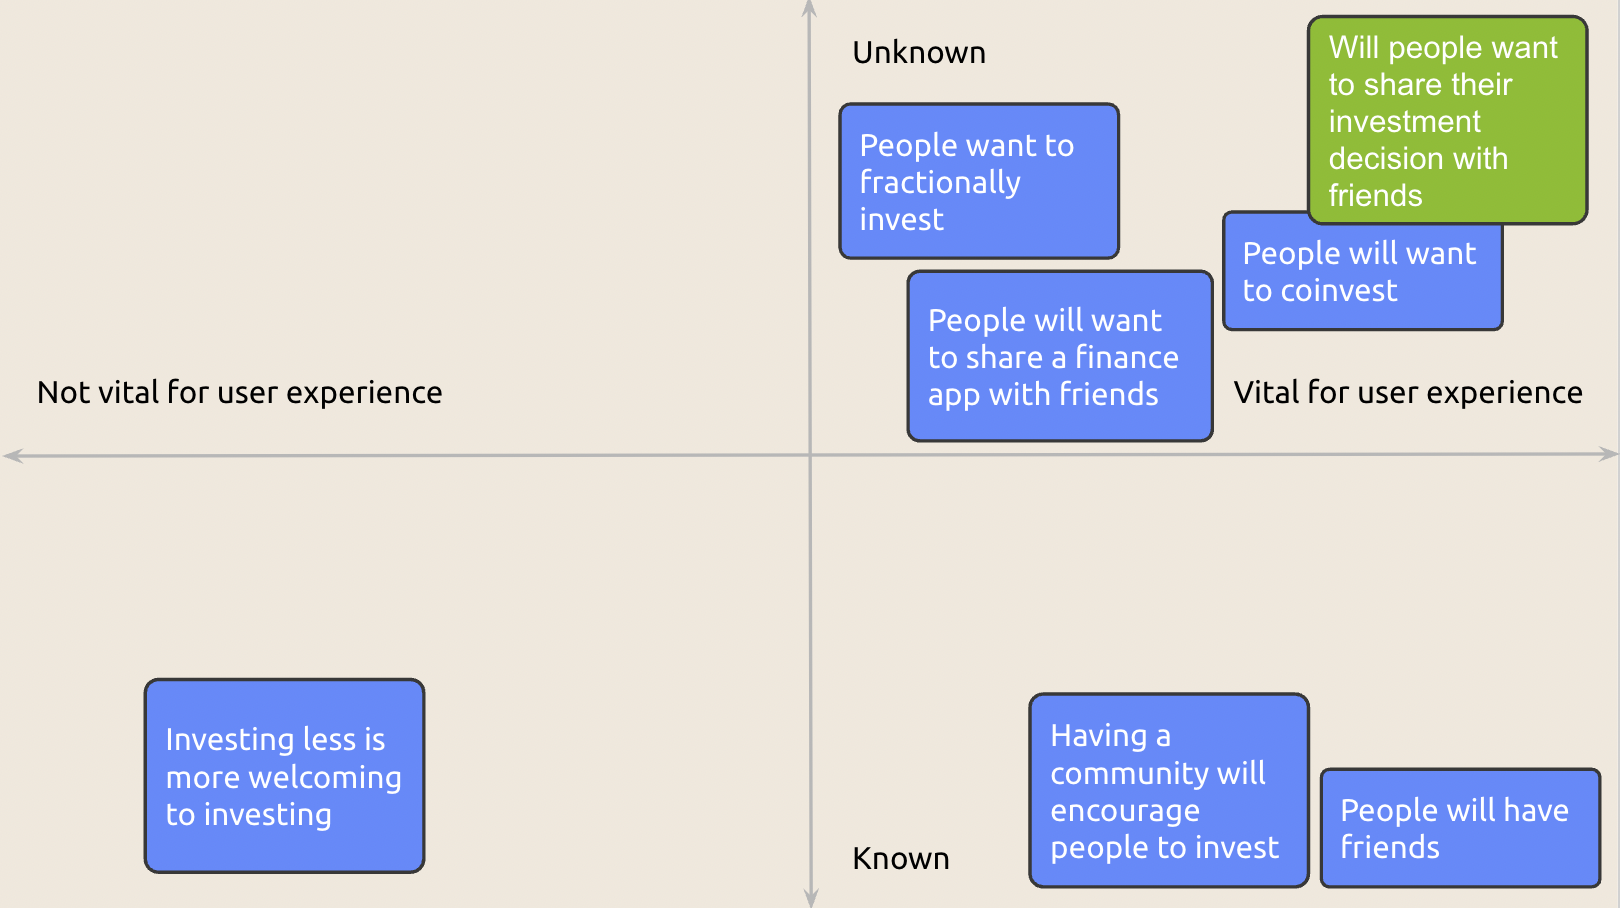 Unknown
Will people want
to share their
investment
decision with
friends
People want to
fractionally
invest
People will want
to coinvest
People will want
to share a finance
app with friends
Not vital for user experience
Vital for user experience
Investing less is
more welcoming
to investing
Having a
community will
encourage
people to invest
People will have
friends
Known